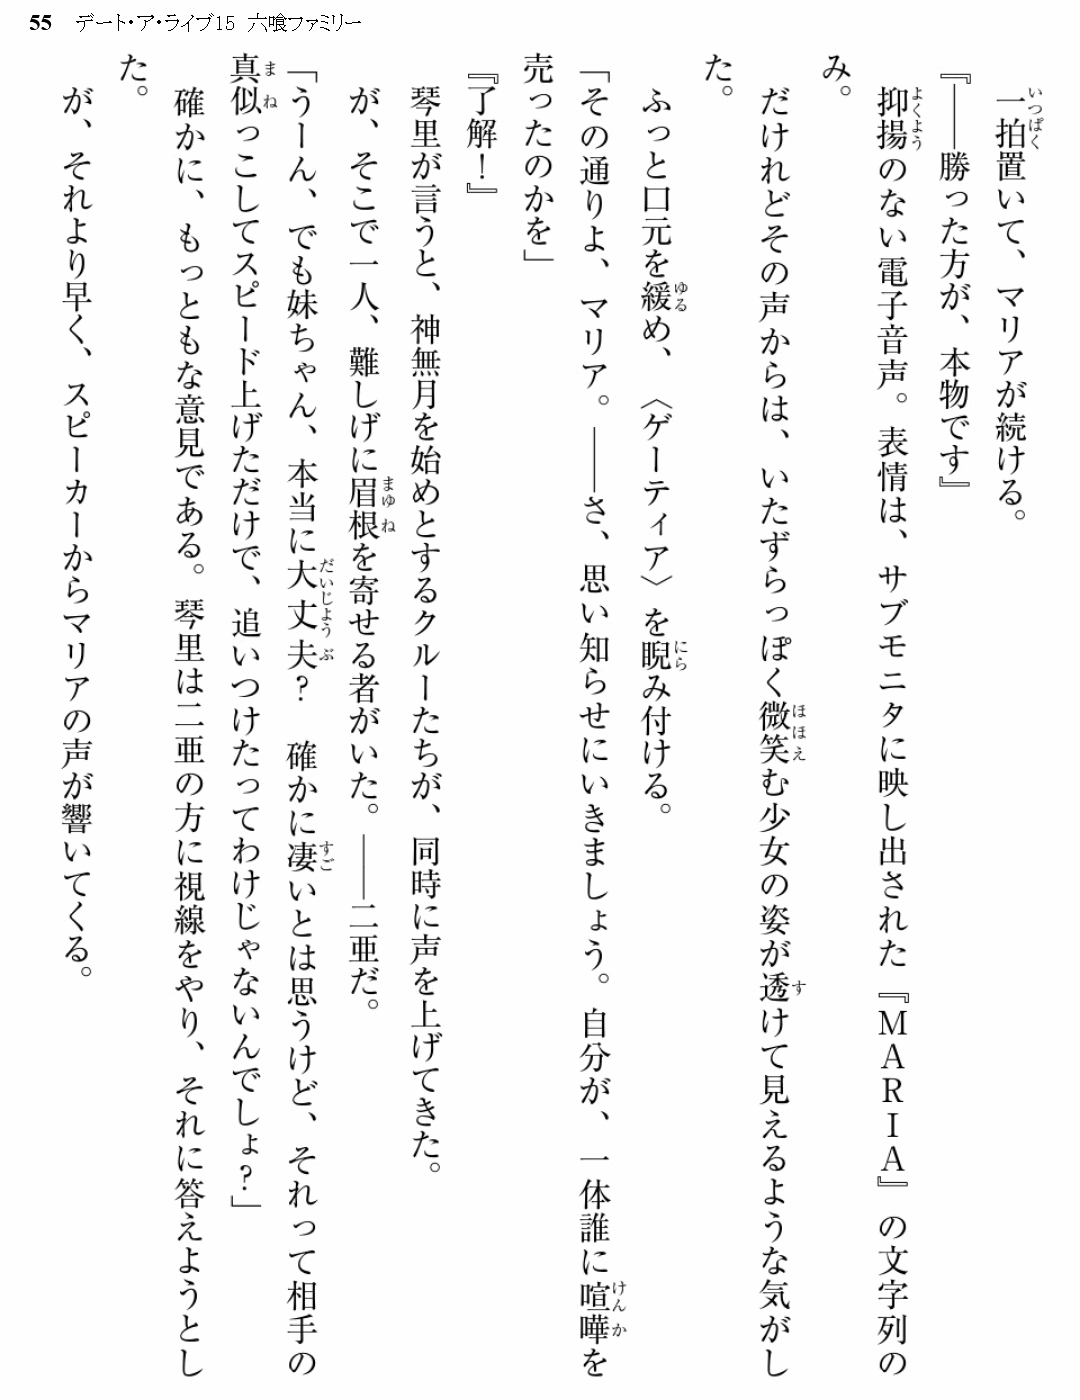 55 デート・ア・ライブ15 六喰ファミリー
一拍置いて、マリアが続ける。
『――勝った方が、本物です』
抑揚のない電子音声。表情は、サブモニタに映し出された『ＭＡＲＩＡ』の文字列の
み。
だけれどその声からは、いたずらっぽく微笑む少女の姿が透けて見えるような気がし
た。
ふっと口元を緩め、〈ゲーティア〉を睨み付ける。
「その通りよ、マリア。――さ、思い知らせにいきましょう。自分が、一体誰に喧嘩を
売ったのかを」
『了解！』
琴里が言うと、神無月を始めとするクルーたちが、同時に声を上げてきた。
が、そこで一人、難しげに眉根を寄せる者がいた。――二亜だ。
「うーん、でも妹ちゃん、本当に大丈夫？　確かに凄いとは思うけど、それって相手の
真似っこしてスピード上げただけで、追いつけたってわけじゃないんでしょ？」
確かに、もっともな意見である。琴里は二亜の方に視線をやり、それに答えようとし
た。
が、それより早く、スピーカーからマリアの声が響いてくる。